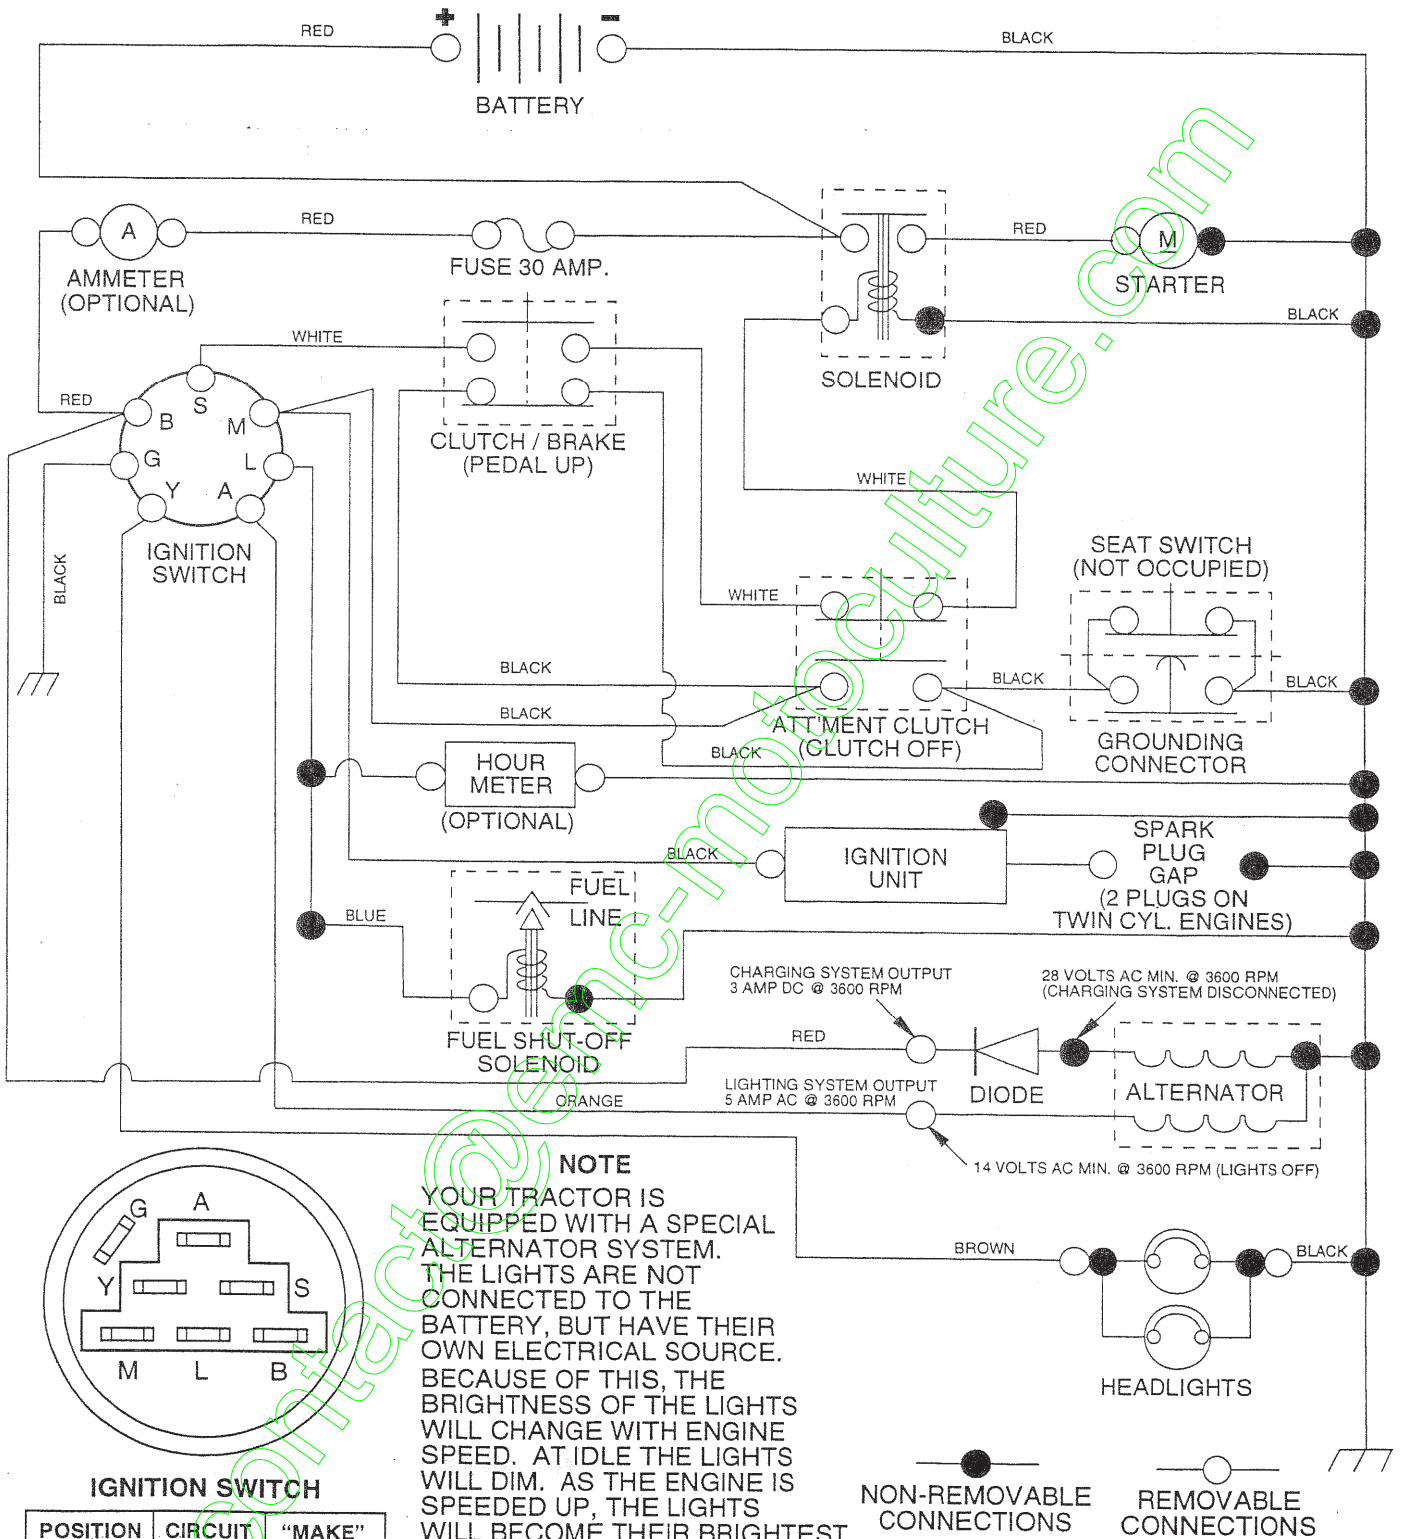 RED
+
-
BLACK
BATTERY
A
RED
RED
M
AMMETER
(OPTIONAL)
FUSE 30 AMP.
STARTER
WHITE
BLACK
SOLENOID
RED
B
S
M
G
L
Y
A
CLUTCH / BRAKE
(PEDAL UP)
WHITE
IGNITION
SWITCH
BLACK
SEAT SWITCH
(NOT OCCUPIED)
WHITE
BLACK
BLACK
BLACK
BLACK
ATT'MENT CLUTCH
(CLUTCH OFF)
BLACK
GROUNDING
CONNECTOR
HOUR
METER
(OPTIONAL)
BLACK
IGNITION
UNIT
SPARK
PLUG
GAP
(2 PLUGS ON
TWIN CYL. ENGINES)
FUEL
LINE
BLUE
FUEL SHUT-OFF
SOLENOID
CHARGING SYSTEM OUTPUT
3 AMP DC @ 3600 RPM
28 VOLTS AC MIN. @ 3600 RPM
(CHARGING SYSTEM DISCONNECTED)
RED
DIODE
ALTERNATOR
LIGHTING SYSTEM OUTPUT
5 AMP AC @ 3600 RPM
ORANGE
14 VOLTS AC MIN. @ 3600 RPM (LIGHTS OFF)
G
A
Y
S
M
L
B
NOTE
YOUR TRACTOR IS
EQUIPPED WITH A SPECIAL
ALTERNATOR SYSTEM.
THE LIGHTS ARE NOT
CONNECTED TO THE
BATTERY, BUT HAVE THEIR
OWN ELECTRICAL SOURCE.
BECAUSE OF THIS, THE
BRIGHTNESS OF THE LIGHTS
WILL CHANGE WITH ENGINE
SPEED. AT IDLE THE LIGHTS
WILL DIM. AS THE ENGINE IS
SPEEDED UP, THE LIGHTS
WILL BECOME THEIR BRIGHTEST
BROWN
BLACK
HEADLIGHTS
IGNITION SWITCH
POSITION CIRCUIT "MAKE"
NON-REMOVABLE
CONNECTIONS
REMOVABLE
CONNECTIONS
contact@emc-motoculture.com